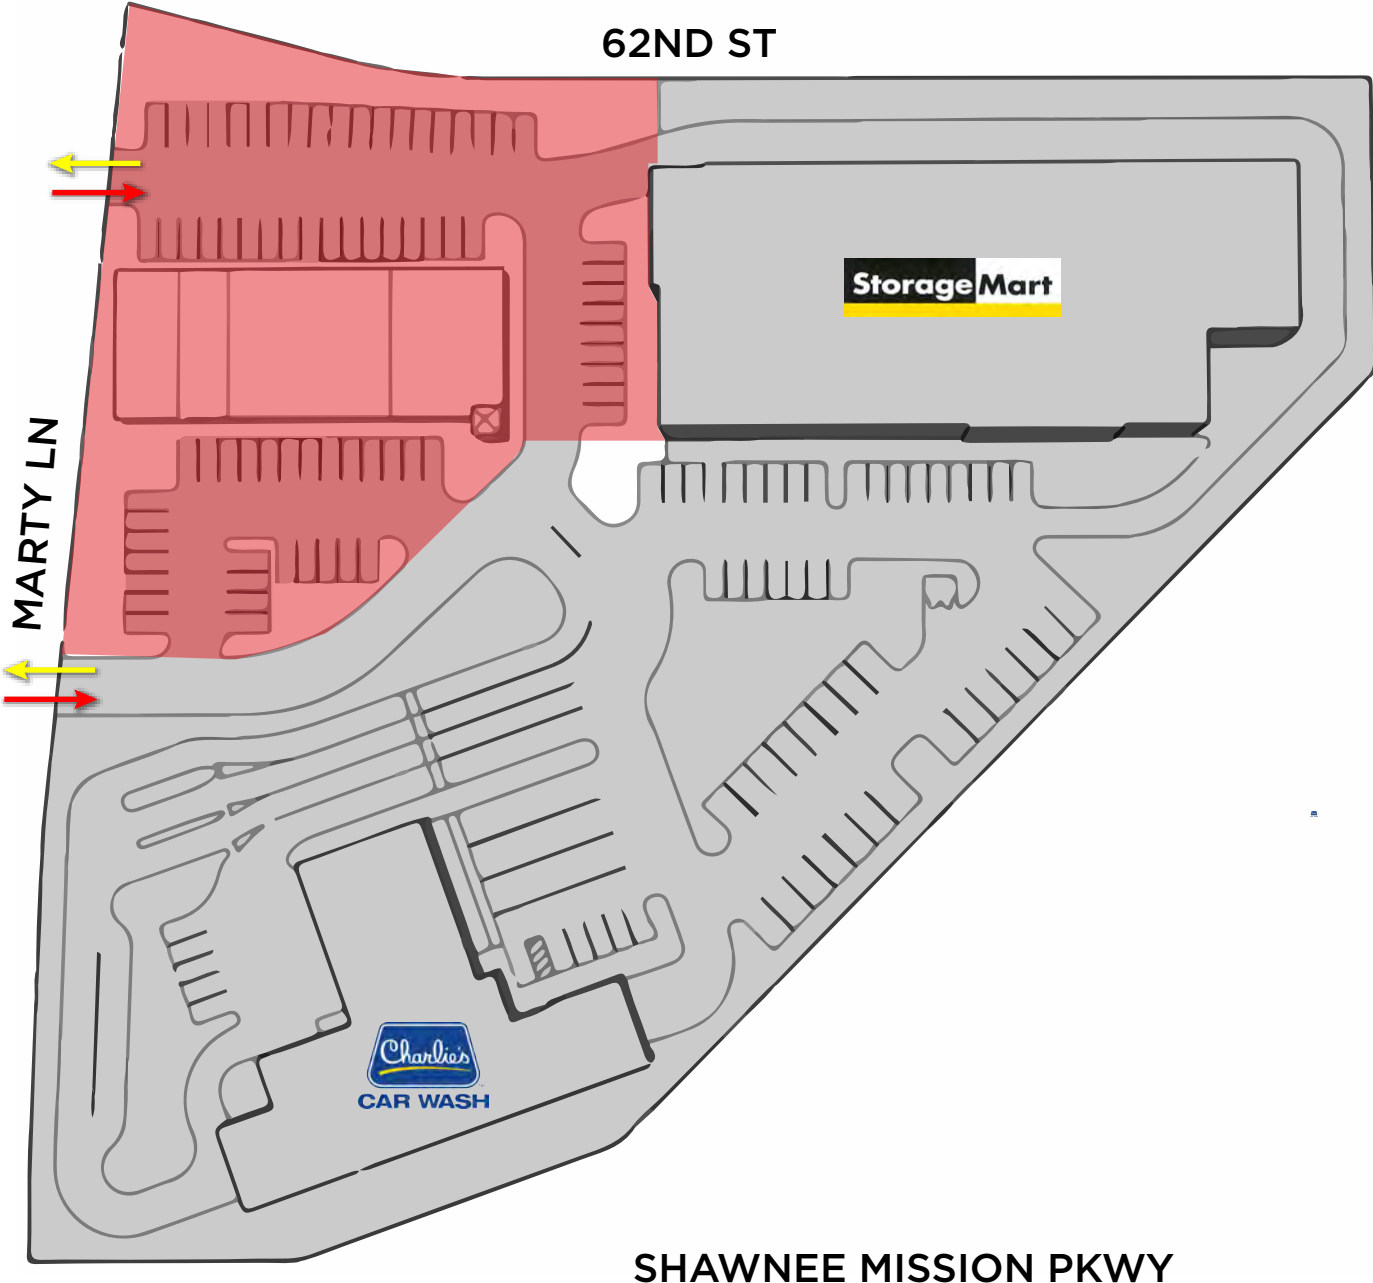 62ND ST
StorageMart
MARTY LN
Charlie's
CAR WASH
SHAWNEE MISSION PKWY